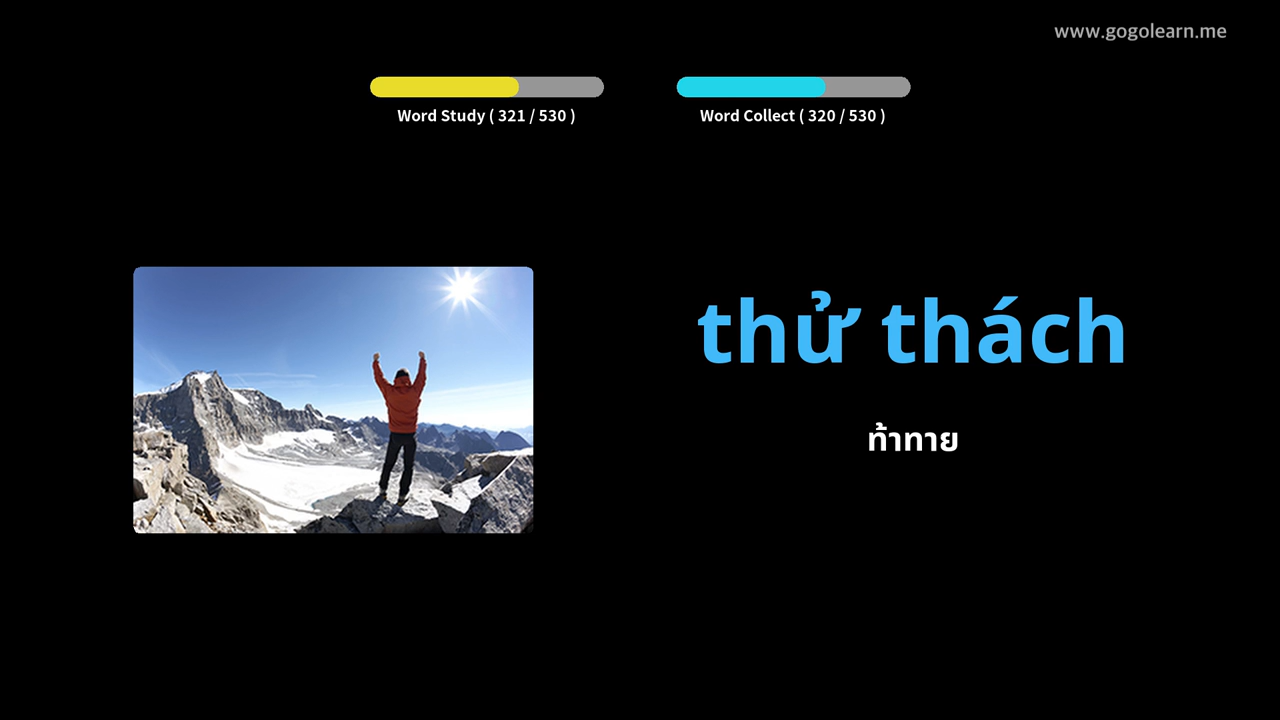 www.gogolearn.me
Word Study ( 321 / 530 )
Word Collect ( 320 / 530 )
thử thách
ท้าทาย